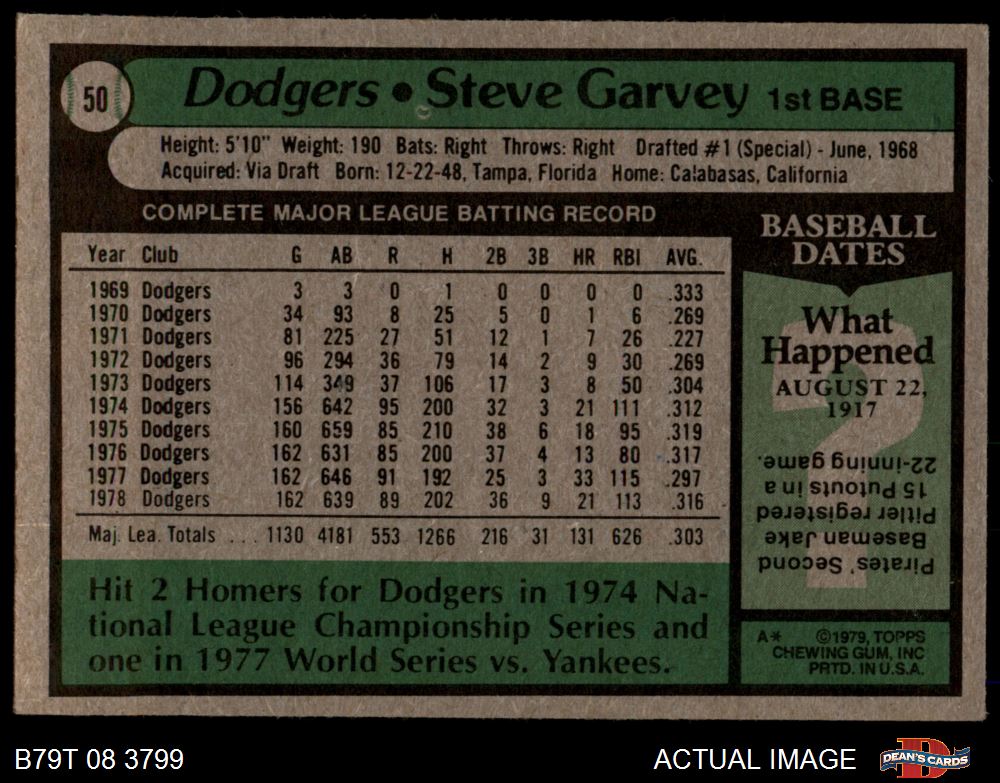 50
Dodgers • Steve Garvey 1st BASE
Height: 5'10" Weight: 190 Bats: Right Throws: Right Drafted #1 (Special) - June, 1968
Acquired: Via Draft Born: 12-22-48, Tampa, Florida Home: Calabasas, California
COMPLETE MAJOR LEAGUE BATTING RECORD
Year Club G AB R H 2B 3B HR RBI AVG.
1969 Dodgers 3 3 0 1 0 0 0 0 .333
1970 Dodgers 34 93 8 25 5 0 1 6 .269
1971 Dodgers 81 225 27 51 12 1 7 26 .227
1972 Dodgers 96 294 36 79 14 2 9 30 .269
1973 Dodgers 114 349 37 106 17 3 8 50 .304
1974 Dodgers 156 642 95 200 32 3 21 111 .312
1975 Dodgers 160 659 85 210 38 6 18 95 .319
1976 Dodgers 162 631 85 200 37 4 13 80 .317
1977 Dodgers 162 646 91 192 25 3 33 115 .297
1978 Dodgers 162 639 89 202 36 9 21 113 .316
Maj. Lea. Totals . . . 1130 4181 553 1266 216 31 131 626 .303
Hit 2 Homers for Dodgers in 1974 Na-
tional League Championship Series and
one in 1977 World Series vs. Yankees.
BASEBALL
DATES
What
Happened
AUGUST 22,
1917
?
Pirates' Second
Baseman Jake
Pitler registered
15 Putouts in a
22-inning game.
A* ©1979, TOPPS
CHEWING GUM, INC
PRTD. IN U.S.A.
B79T 08 3799
ACTUAL IMAGE
D
DEAN'S CARDS